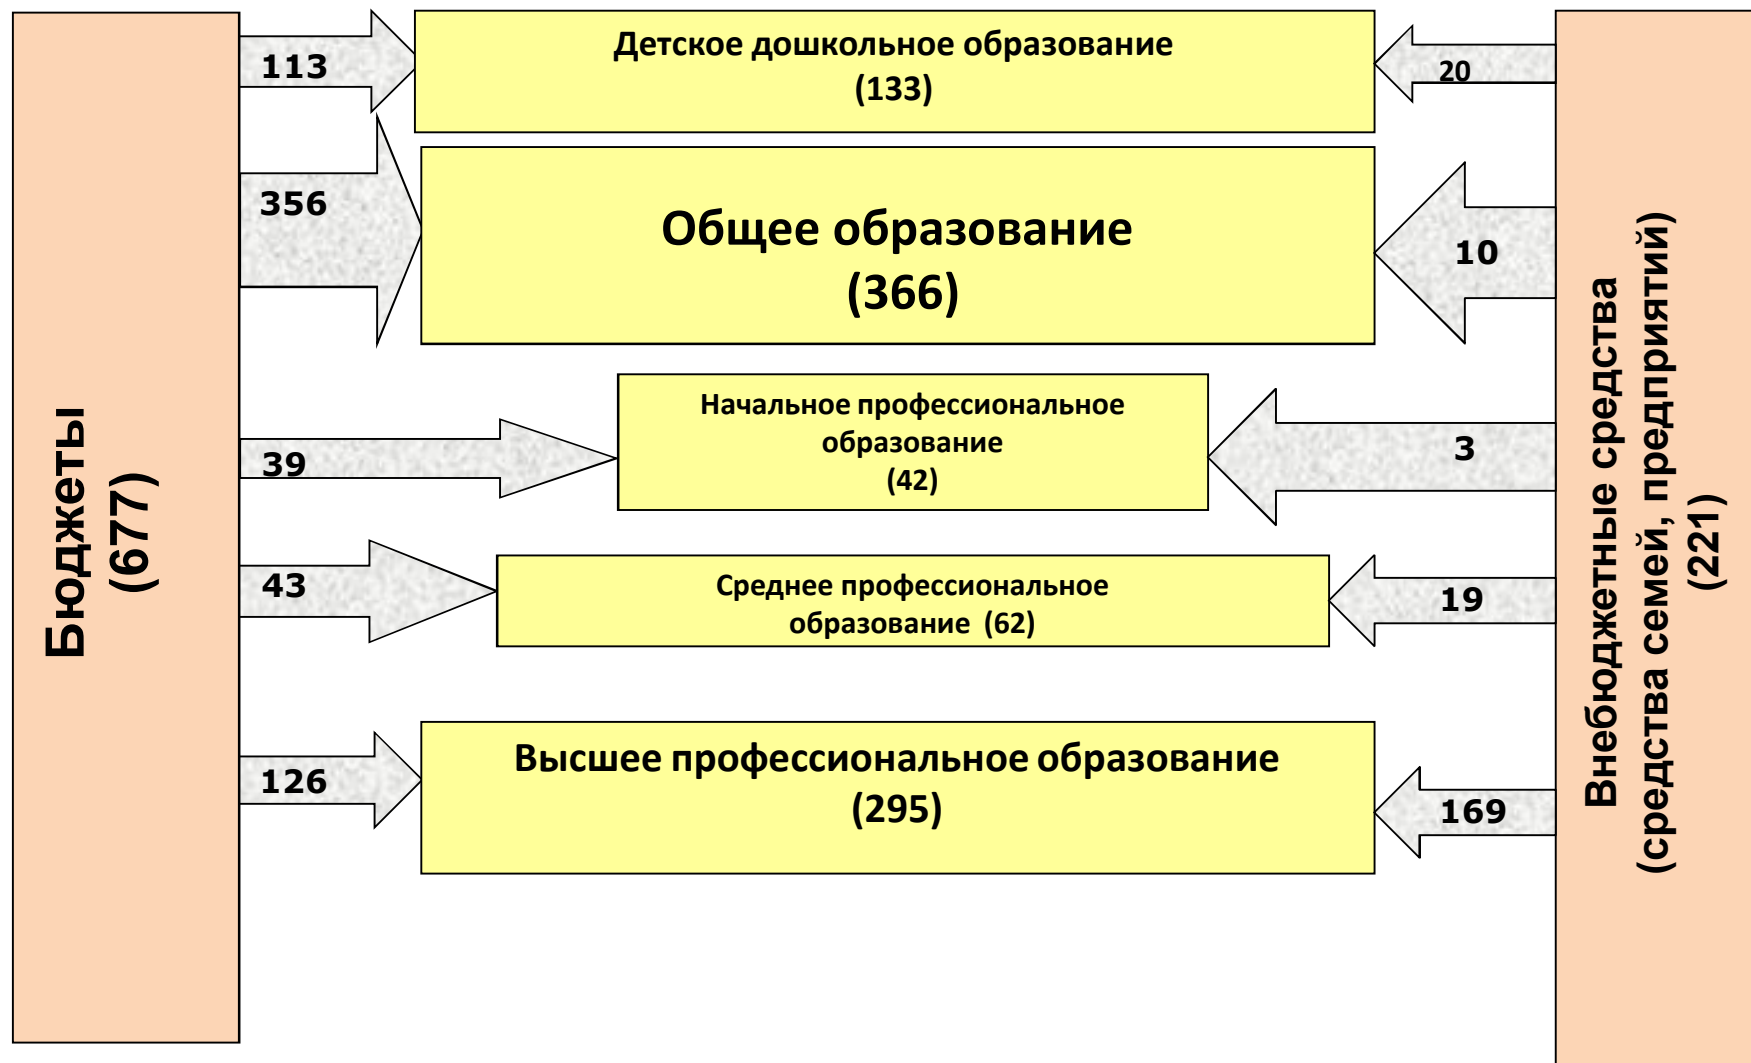 Бюджеты
(677)
113
Детское дошкольное образование
(133)
20
356
Общее образование
(366)
10
39
Начальное профессиональное
образование
(42)
3
43
Среднее профессиональное
образование (62)
19
126
Высшее профессиональное образование
(295)
169
Внебюджетные средства
(средства семей, предприятий)
(221)